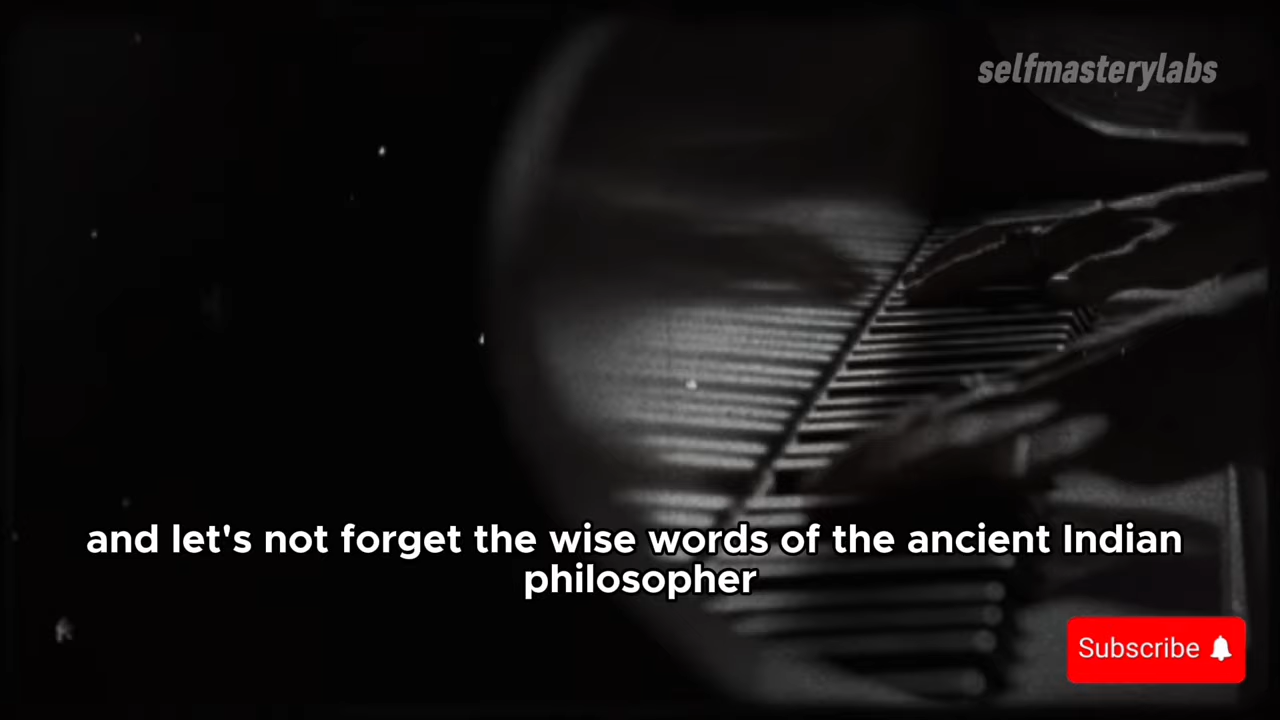 selfmasterylabs
and let's not forget the wise words of the ancient Indian
philosopher
Subscribe